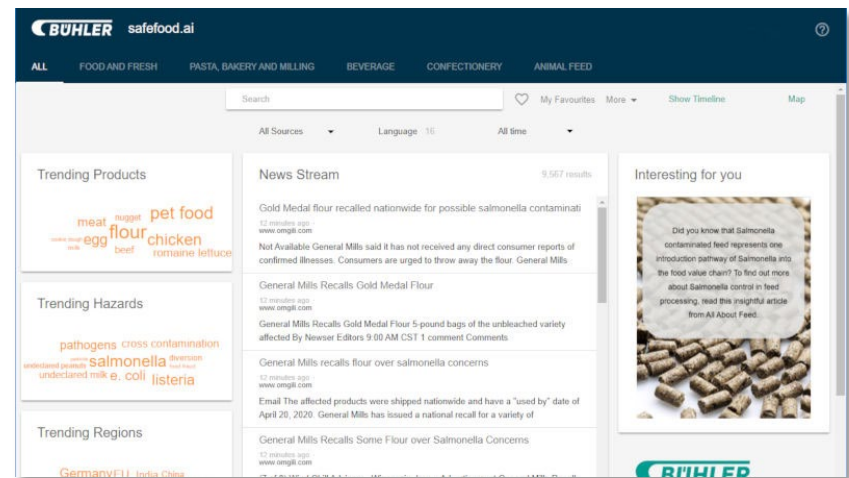 BÜHLER safefood.ai
ALL FOOD AND FRESH PASTA, BAKERY AND MILLING BEVERAGE CONFECTIONERY ANIMAL FEED
Search My Favourites More Show Timeline Map
All Sources Language 16 All time
Trending Products
meat nugget pet food
egg flour chicken
milk beef romaine lettuce
Trending Hazards
pathogens cross contamination
undeclared peanuts salmonella diversion
undeclared milk e. coli listeria
Trending Regions
Germany EU India China
News Stream 9,567 results
Gold Medal flour recalled nationwide for possible salmonella contaminati
12 minutes ago
www.omgili.com
Not Available General Mills said it has not received any direct consumer reports of
confirmed illnesses. Consumers are urged to throw away the flour. General Mills
General Mills Recalls Gold Medal Flour
12 minutes ago
www.omgili.com
General Mills Recalls Gold Medal Flour 5-pound bags of the unbleached variety
affected By Newser Editors 9:00 AM CST 1 comment Comments
General Mills recalls flour over salmonella concerns
12 minutes ago
www.omgili.com
Email The affected products were shipped nationwide and have a "used by" date of
April 20, 2020. General Mills has issued a national recall for a variety of
General Mills Recalls Some Flour over Salmonella Concerns
12 minutes ago
www.omgili.com
Interesting for you
Did you know that Salmonella
contaminated feed represents one
introduction pathway of Salmonella into
the food value chain? To find out more
about Salmonella control in feed
processing, read this insightful article
from All About Feed.
BÜHLER